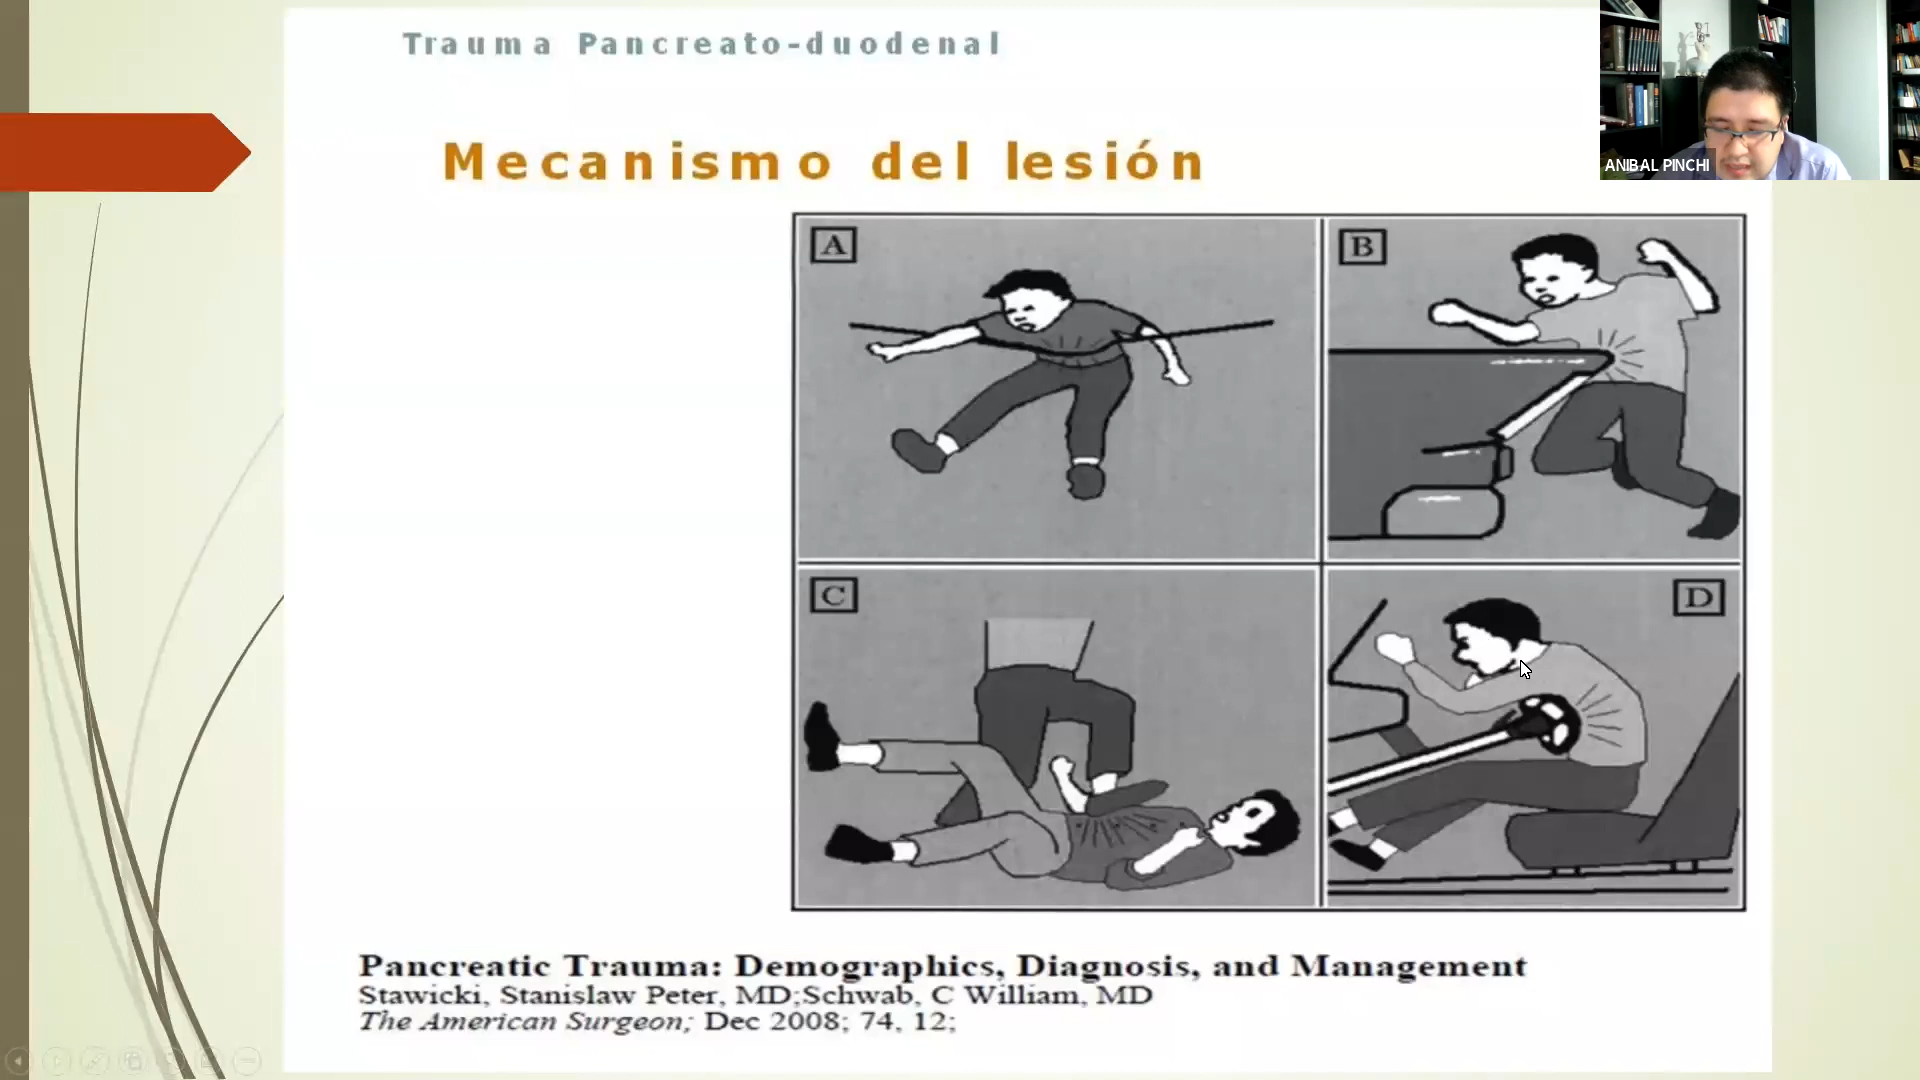 Trauma Pancreato-duodenal
ANIBAL PINCHI
Mecanismo del lesión
A
B
C
D
Pancreatic Trauma: Demographics, Diagnosis, and Management
Stawicki, Stanislaw Peter, MD;Schwab, C William, MD
The American Surgeon; Dec 2008; 74, 12;